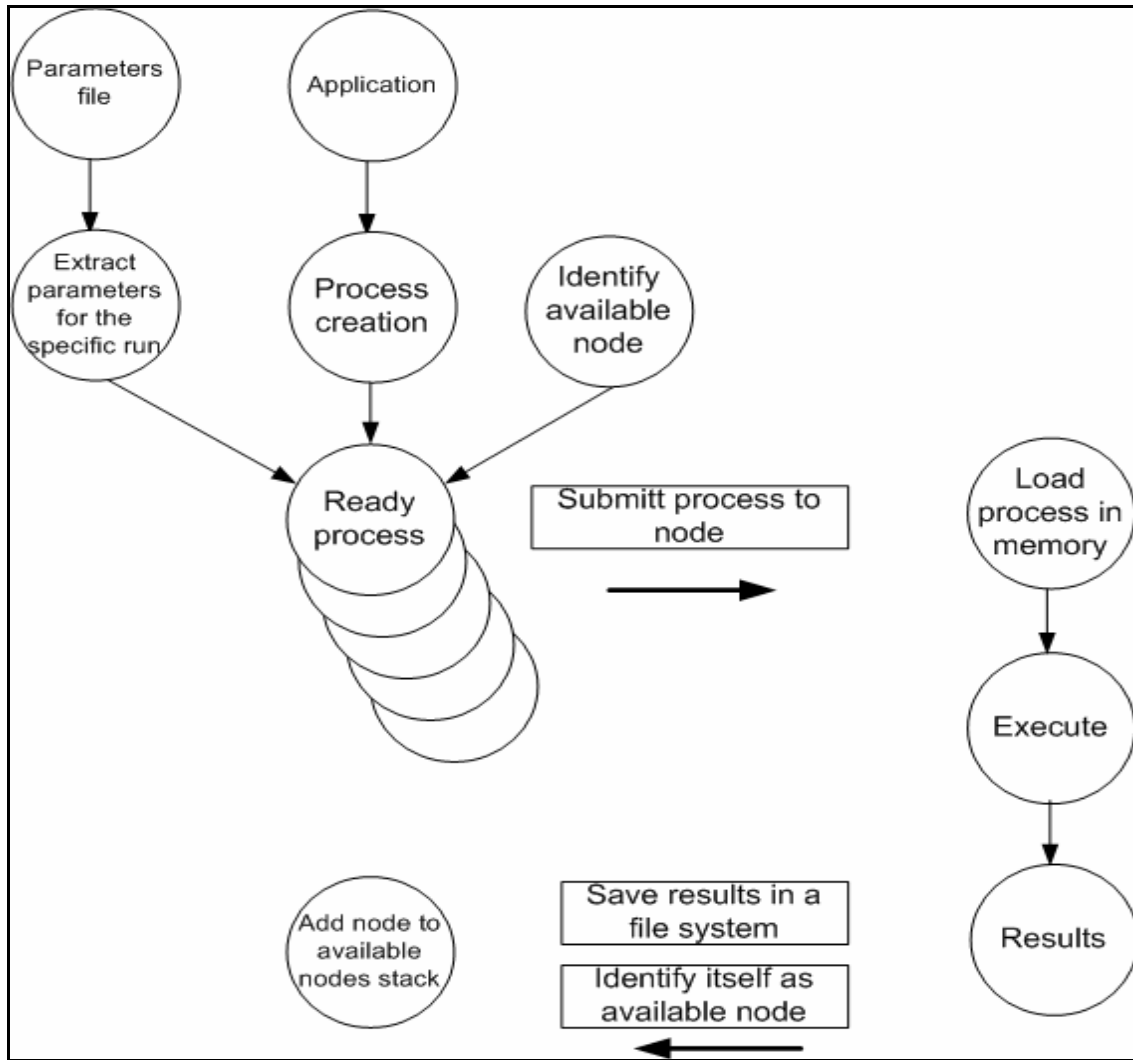 Parameters
file
Application
Extract
parameters
for the
specific run
Process
creation
Identify
available
node
Ready
process
Submitt process to
node
Load
process in
memory
Execute
Add node to
available
nodes stack
Save results in a
file system
Identify itself as
available node
Results